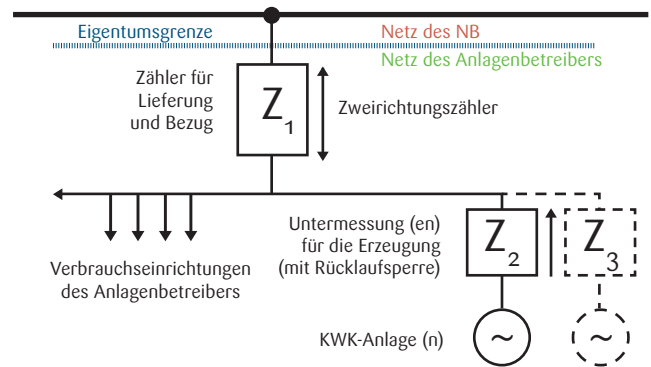 Eigentumsgrenze
Netz des NB
Netz des Anlagenbetreibers
Zähler für
Lieferung
und Bezug
Z1
Zweirichtungszähler
Untermessung (en)
für die Erzeugung
(mit Rücklaufsperre)
Z2
Z3
Verbrauchseinrichtungen
des Anlagenbetreibers
KWK-Anlage (n)
~
~